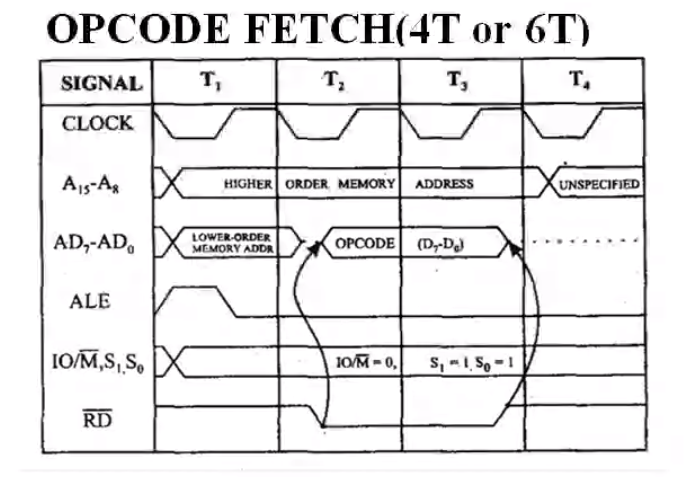 OPCODE FETCH(4T or 6T)
SIGNAL T₁ T₂ T₃ T₄
CLOCK
A₁₅-A₈ HIGHER ORDER MEMORY ADDRESS UNSPECIFIED
AD₇-AD₀ LOWER-ORDER MEMORY ADDR OPCODE (D₇-D₀)
ALE
IO/M̅,S₁,S₀ IO/M̅ = 0, S₁ = 1, S₀ = 1
R̅D̅